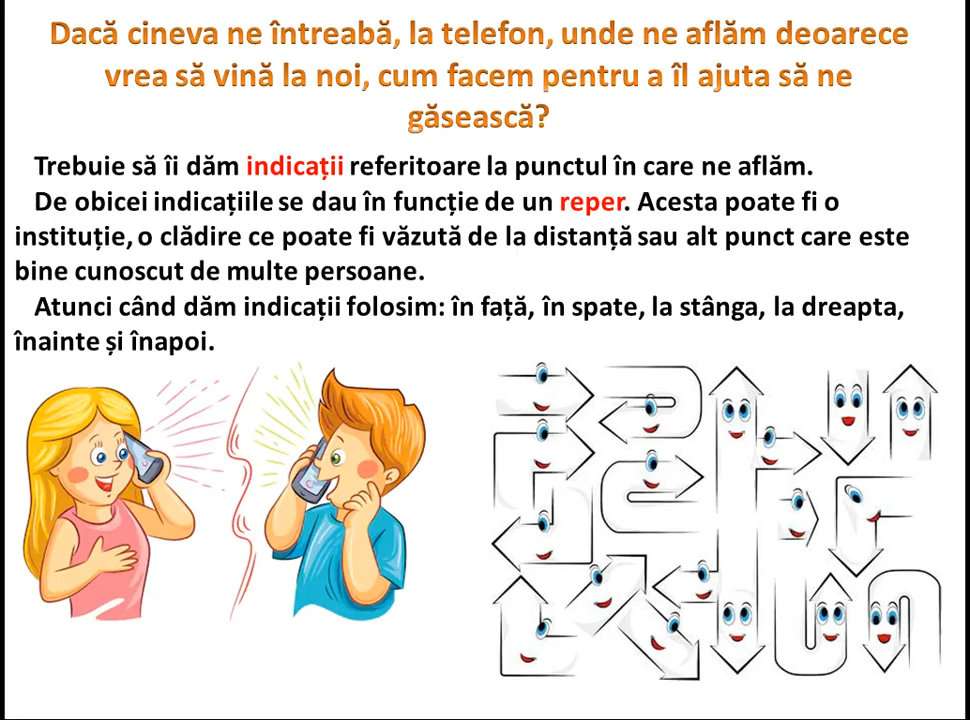 Dacă cineva ne întreabă, la telefon, unde ne aflăm deoarece
vrea să vină la noi, cum facem pentru a îl ajuta să ne
găsească?
Trebuie să îi dăm indicații referitoare la punctul în care ne aflăm.
De obicei indicațiile se dau în funcție de un reper. Acesta poate fi o
instituție, o clădire ce poate fi văzută de la distanță sau alt punct care este
bine cunoscut de multe persoane.
Atunci când dăm indicații folosim: în față, în spate, la stânga, la dreapta,
înainte și înapoi.